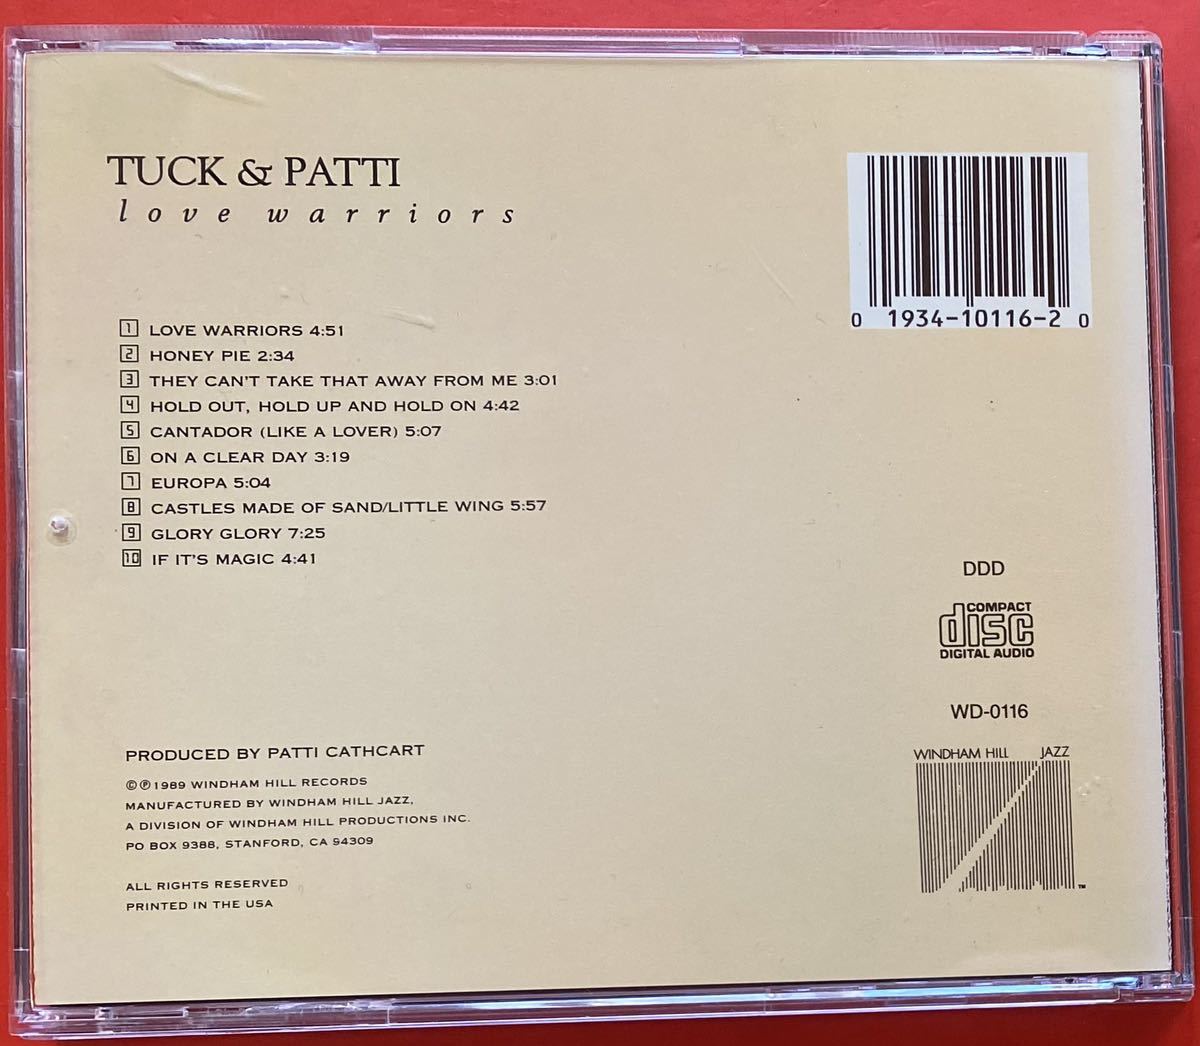 TUCK & PATTI
love warriors
0 1934-10116-2 0
1 LOVE WARRIORS 4:51
2 HONEY PIE 2:34
3 THEY CAN'T TAKE THAT AWAY FROM ME 3:01
4 HOLD OUT, HOLD UP AND HOLD ON 4:42
5 CANTADOR (LIKE A LOVER) 5:07
6 ON A CLEAR DAY 3:19
7 EUROPA 5:04
8 CASTLES MADE OF SAND/LITTLE WING 5:57
9 GLORY GLORY 7:25
10 IF IT'S MAGIC 4:41
DDD
COMPACT
disc
DIGITAL AUDIO
WD-0116
WINDHAM HILL JAZZ
TM
PRODUCED BY PATTI CATHCART
©℗1989 WINDHAM HILL RECORDS
MANUFACTURED BY WINDHAM HILL JAZZ,
A DIVISION OF WINDHAM HILL PRODUCTIONS INC.
PO BOX 9388, STANFORD, CA 94309
ALL RIGHTS RESERVED
PRINTED IN THE USA